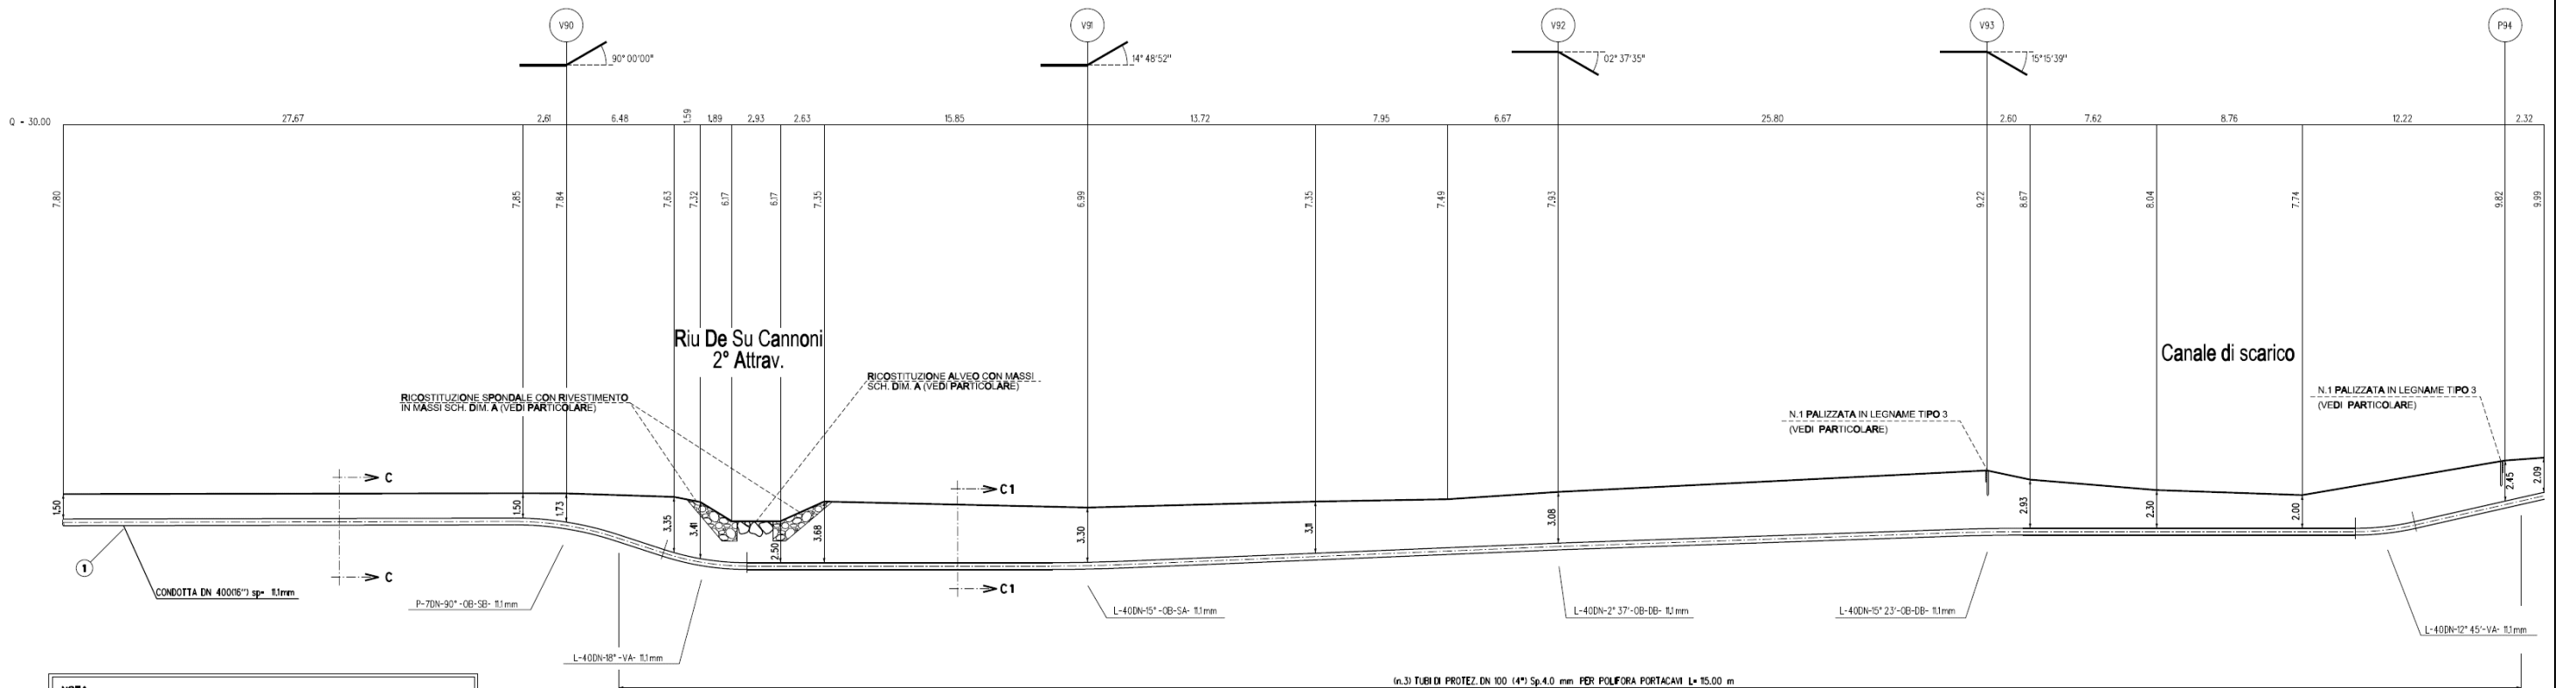 V90 V91 V92 V93 P94
90° 00'00" 14° 48'52" 02° 37'35" 15°15'39"
Q - 30.00
27.67 2.61 6.48 1.59 1.89 2.93 2.63 15.85 13.72 7.95 6.67 25.80 2.60 7.62 8.76 12.22 2.32
7.80 7.85 7.84 7.63 7.32 6.17 6.17 7.35 6.99 7.35 7.49 7.93 9.22 8.67 8.04 7.74 9.82 9.99
Riu De Su Cannoni
2° Attrav.
Canale di scarico
RICOSTITUZIONE ALVEO CON MASSI
SCH. DIM. A (VEDI PARTICOLARE)
RICOSTITUZIONE SPONDALE CON RIVESTIMENTO
IN MASSI SCH. DIM. A (VEDI PARTICOLARE)
N.1 PALIZZATA IN LEGNAME TIPO 3
(VEDI PARTICOLARE)
N.1 PALIZZATA IN LEGNAME TIPO 3
(VEDI PARTICOLARE)
C C1
1.50 1.50 1.73 3.35 3.41 2.50 3.68 3.30 3.11 3.08 2.93 2.30 2.00 2.45 2.09
1
C C1
CONDOTTA DN 400(16") sp= 11,1mm
P-7DN-90°-OB-SB- 11,1mm
L-40DN-18°-VA- 11,1mm
L-40DN-15°-OB-SA- 11,1mm
L-40DN-2° 37'-OB-DB- 11,1mm
L-40DN-15° 23'-OB-DB- 11,1mm
L-40DN-12° 45'-VA- 11,1mm
(n.3) TUBI DI PROTEZ. DN 100 (4") Sp.4.0 mm PER POLIFORA PORTACAVI L= 115.00 m